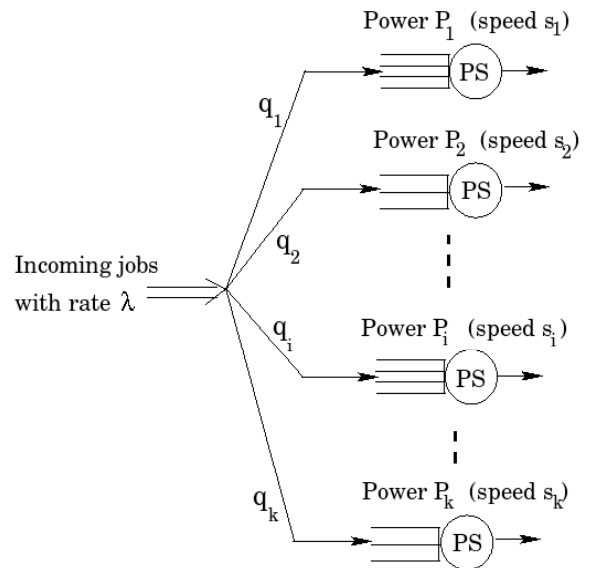 Power P1 (speed s1)
PS
q1
Power P2 (speed s2)
PS
q2
Incoming jobs
with rate λ
Power Pi (speed si)
qi
PS
Power Pk (speed sk)
qk
PS